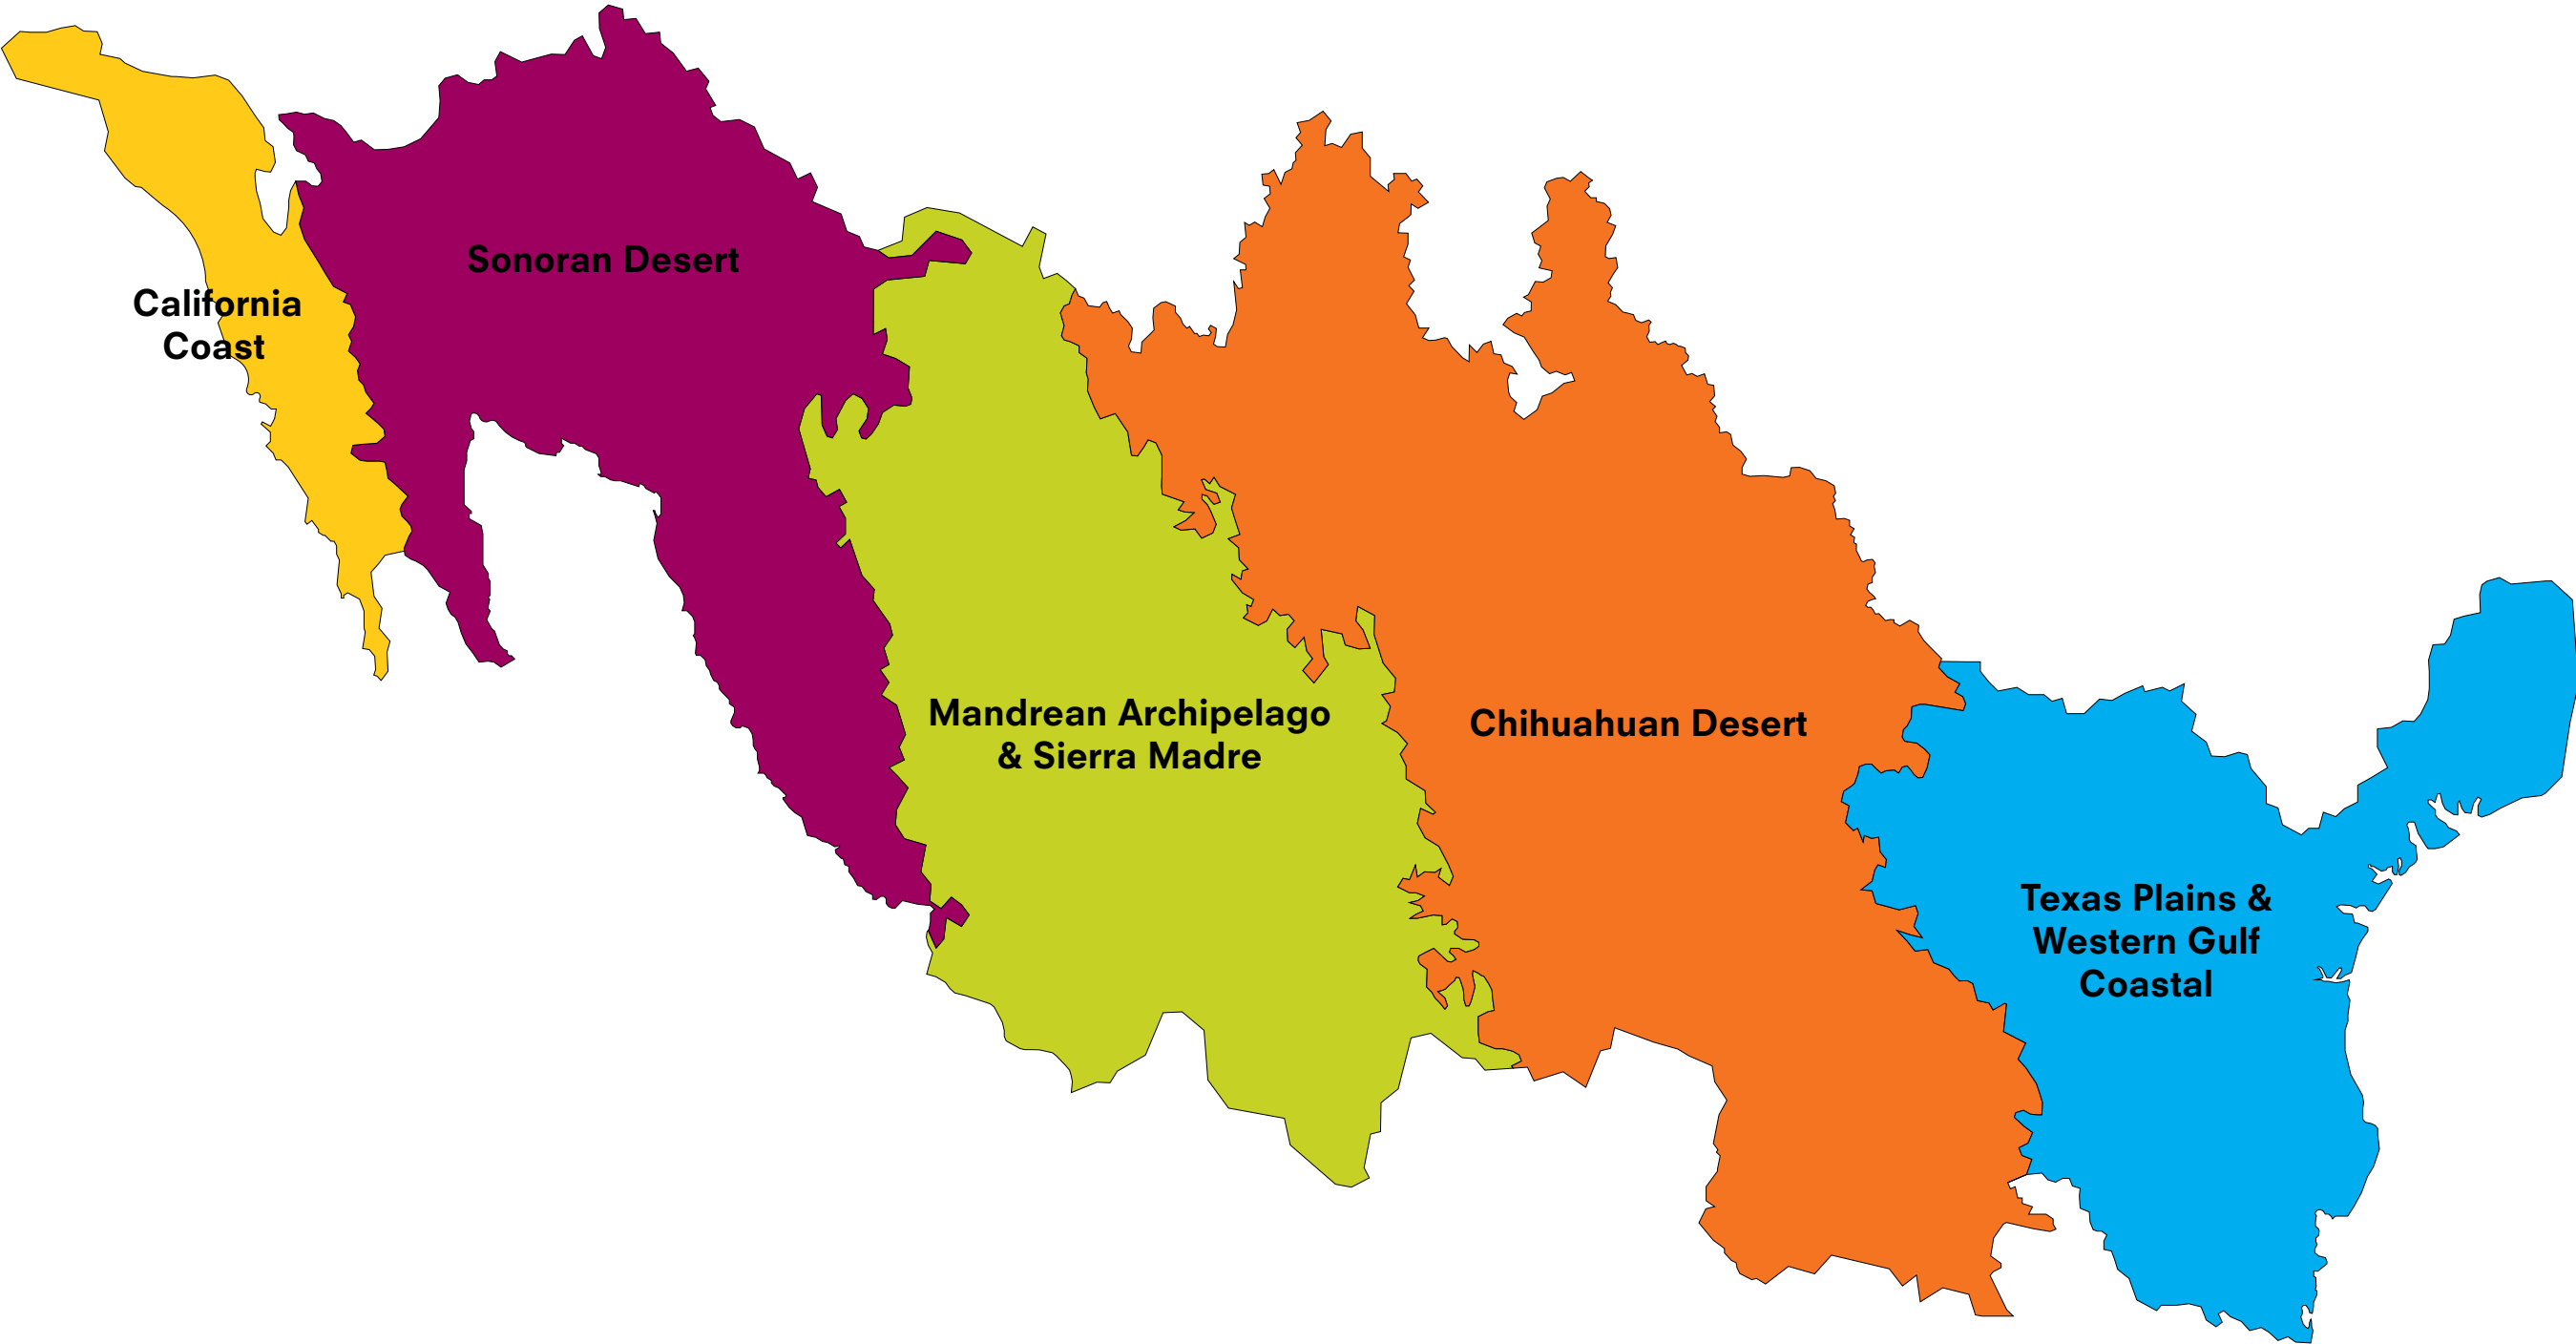 California
Coast
Sonoran Desert
Mandrean Archipelago
& Sierra Madre
Chihuahuan Desert
Texas Plains &
Western Gulf
Coastal